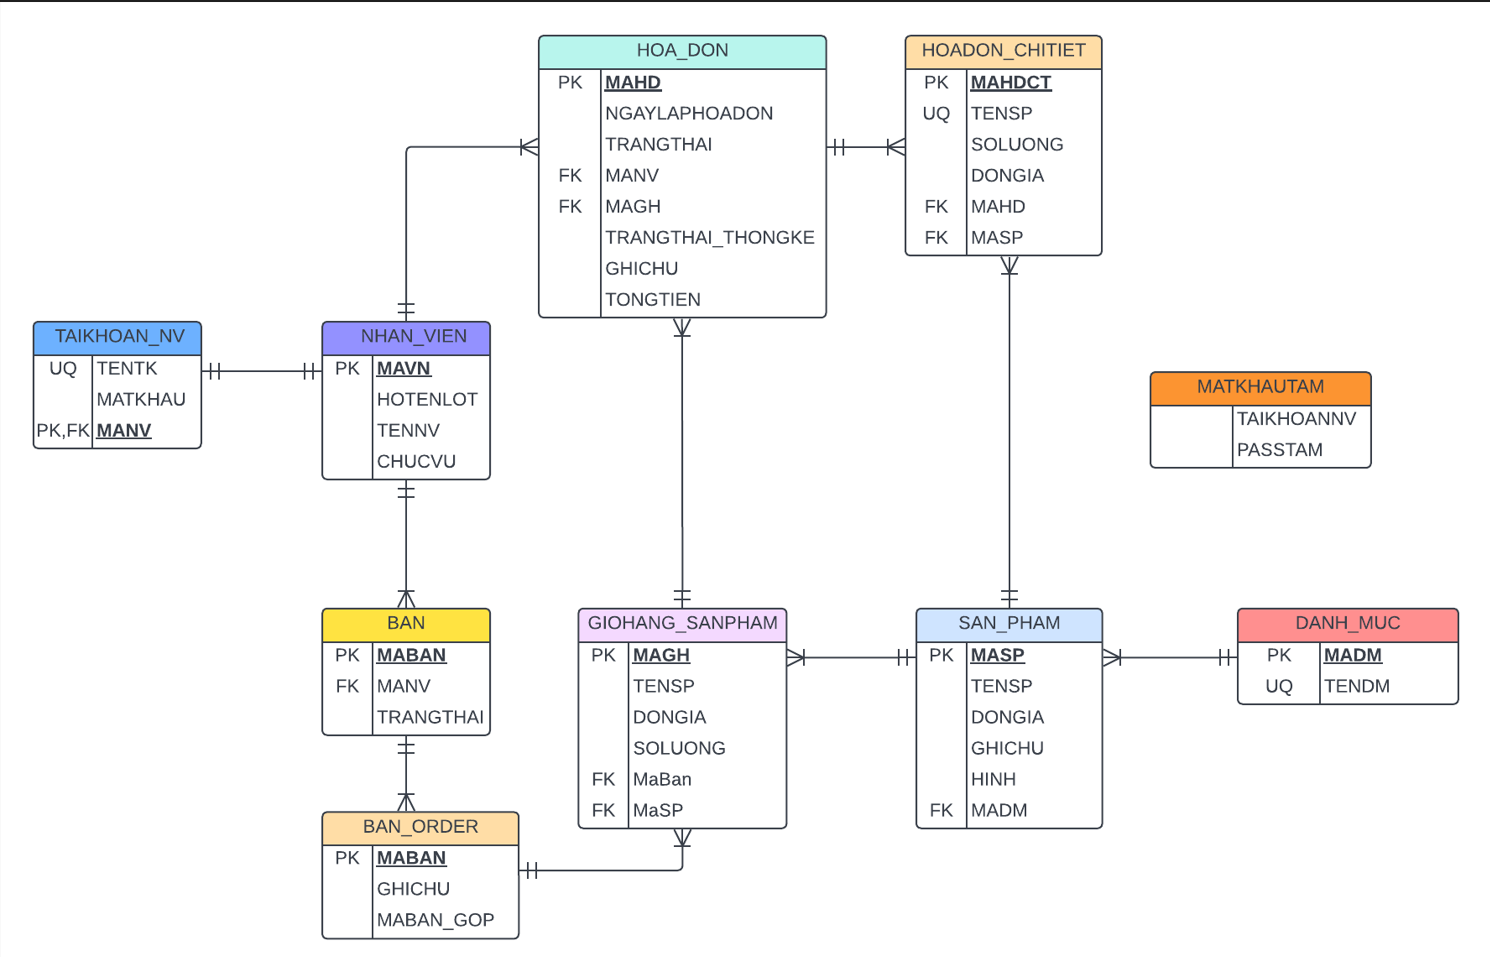 HOA_DON
PK MAHD
NGAYLAPHOADON
TRANGTHAI
FK MANV
FK MAGH
TRANGTHAI_THONGKE
GHICHU
TONGTIEN
HOADON_CHITIET
PK MAHDCT
UQ TENSP
SOLUONG
DONGIA
FK MAHD
FK MASP
TAIKHOAN_NV
UQ TENTK
MATKHAU
PK,FK MANV
NHAN_VIEN
PK MAVN
HOTENLOT
TENNV
CHUCVU
MATKHAUTAM
TAIKHOANNV
PASSTAM
BAN
PK MABAN
FK MANV
TRANGTHAI
GIOHANG_SANPHAM
PK MAGH
TENSP
DONGIA
SOLUONG
FK MaBan
FK MaSP
SAN_PHAM
PK MASP
TENSP
DONGIA
GHICHU
HINH
FK MADM
DANH_MUC
PK MADM
UQ TENDM
BAN_ORDER
PK MABAN
GHICHU
MABAN_GOP